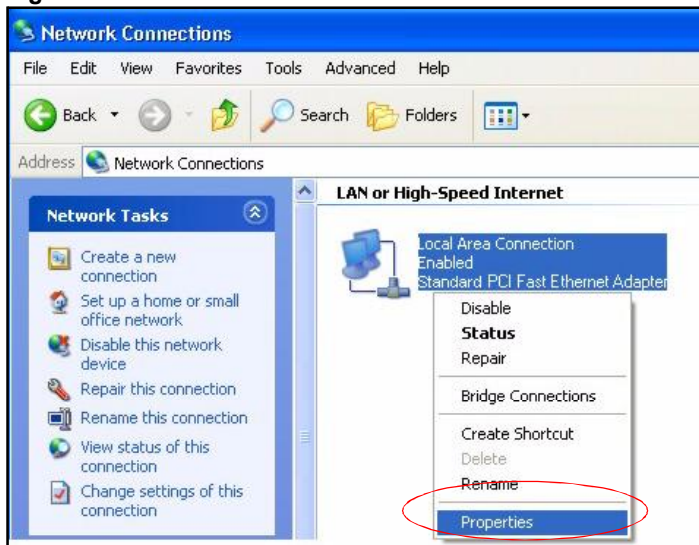 Network Connections
File Edit View Favorites Tools Advanced Help
Back Search Folders
Address Network Connections
Network Tasks
Create a new
connection
Set up a home or small
office network
Disable this network
device
Repair this connection
Rename this connection
View status of this
connection
Change settings of this
connection
LAN or High-Speed Internet
Local Area Connection
Enabled
Standard PCI Fast Ethernet Adapter
Disable
Status
Repair
Bridge Connections
Create Shortcut
Delete
Rename
Properties